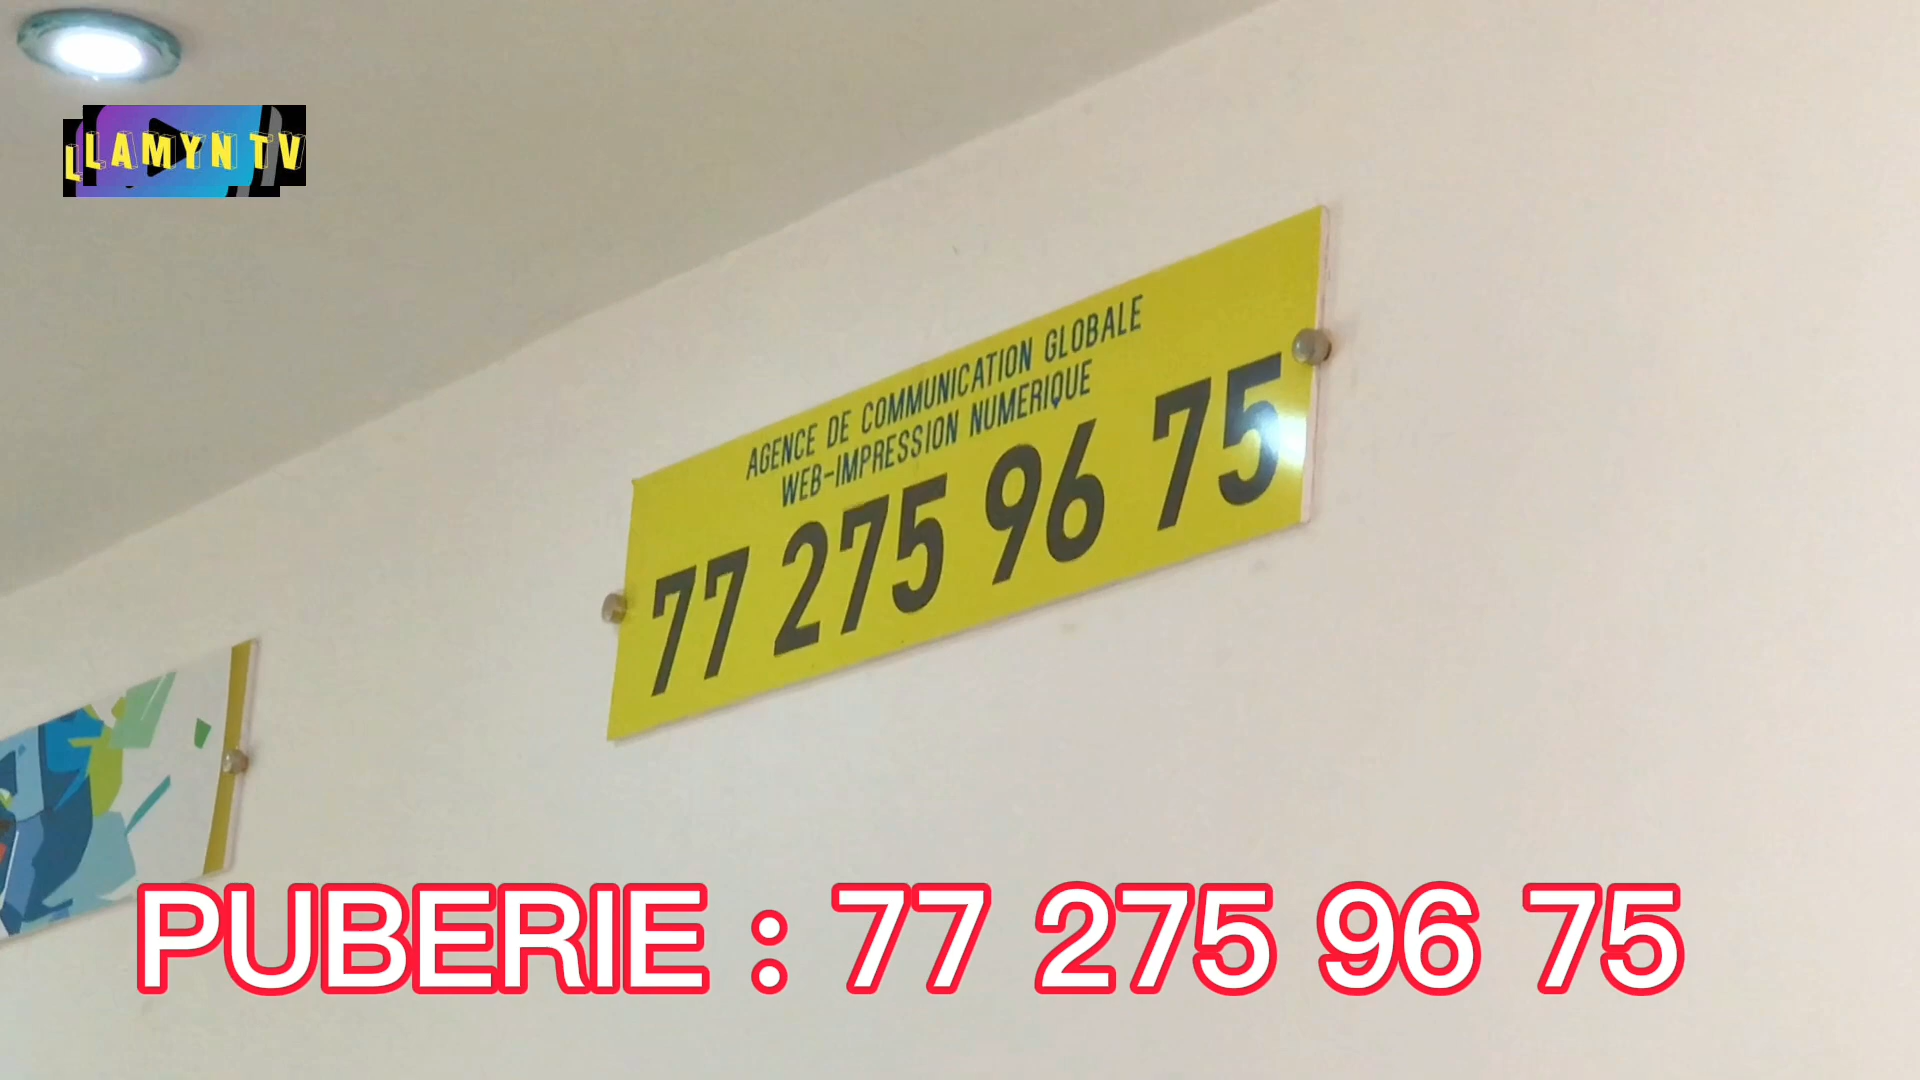 LLAMYN TV
AGENCE DE COMMUNICATION GLOBALE
WEB-IMPRESSION NUMERIQUE
77 275 96 75
PUBERIE : 77 275 96 75